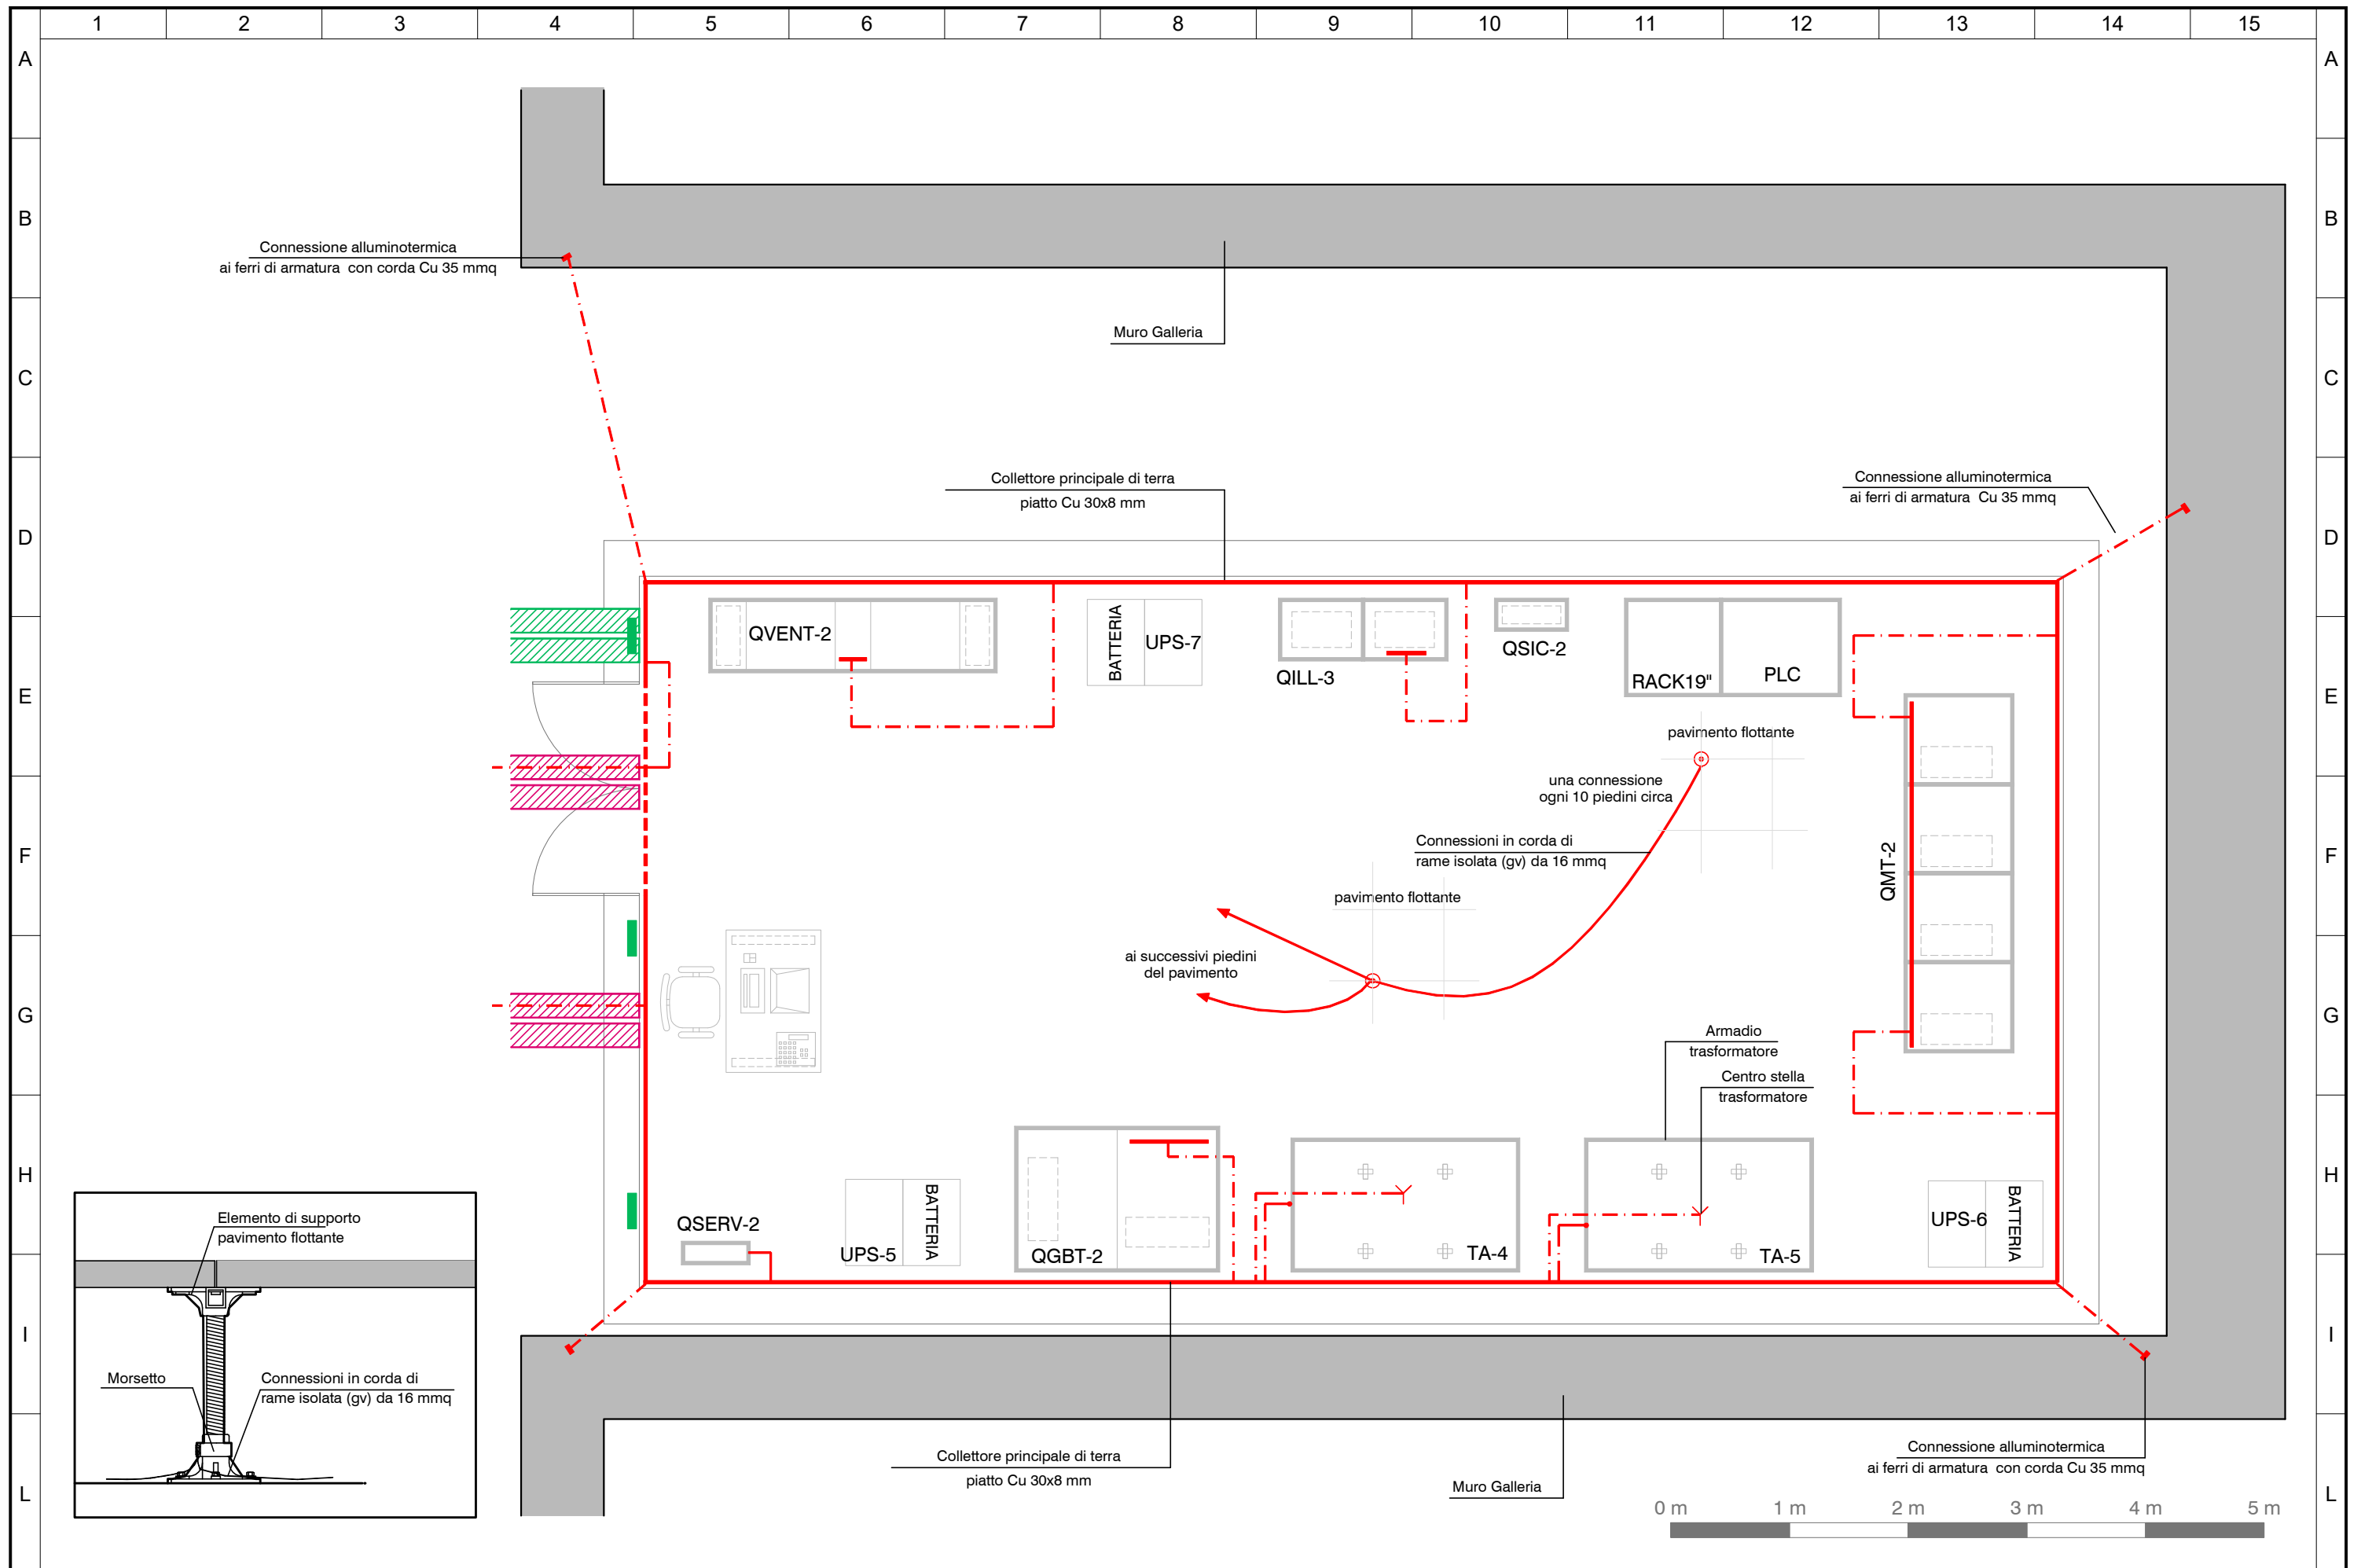 1 2 3 4 5 6 7 8 9 10 11 12 13 14 15
A A
B B
Connessione alluminotermica
ai ferri di armatura con corda Cu 35 mmq
Muro Galleria
C C
Collettore principale di terra
piatto Cu 30x8 mm
Connessione alluminotermica
ai ferri di armatura Cu 35 mmq
D D
QVENT-2
BATTERIA
UPS-7
QILL-3
QSIC-2
RACK19"
PLC
E E
pavimento flottante
una connessione
ogni 10 piedini circa
Connessioni in corda di
rame isolata (gv) da 16 mmq
F F
QMT-2
pavimento flottante
ai successivi piedini
del pavimento
G G
Armadio
trasformatore
Centro stella
trasformatore
H H
QSERV-2
UPS-5
BATTERIA
QGBT-2
TA-4
TA-5
UPS-6
BATTERIA
Elemento di supporto
pavimento flottante
I I
Morsetto
Connessioni in corda di
rame isolata (gv) da 16 mmq
Collettore principale di terra
piatto Cu 30x8 mm
Muro Galleria
Connessione alluminotermica
ai ferri di armatura con corda Cu 35 mmq
L L
0 m 1 m 2 m 3 m 4 m 5 m